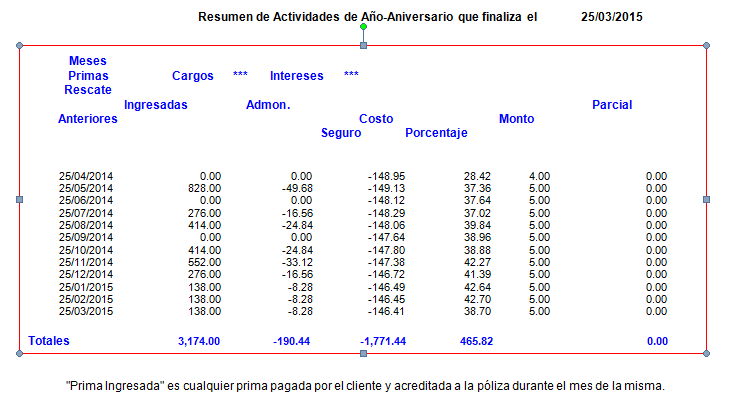 Resumen de Actividades de Año-Aniversario que finaliza el 25/03/2015
Meses
Primas Cargos *** Intereses ***
Rescate
Ingresadas Admon. Parcial
Anteriores Costo Monto
Seguro Porcentaje
25/04/2014 0.00 0.00 -148.95 28.42 4.00 0.00
25/05/2014 828.00 -49.68 -149.13 37.36 5.00 0.00
25/06/2014 0.00 0.00 -148.12 37.64 5.00 0.00
25/07/2014 276.00 -16.56 -148.29 37.02 5.00 0.00
25/08/2014 414.00 -24.84 -148.06 39.84 5.00 0.00
25/09/2014 0.00 0.00 -147.64 38.96 5.00 0.00
25/10/2014 414.00 -24.84 -147.80 38.88 5.00 0.00
25/11/2014 552.00 -33.12 -147.38 42.27 5.00 0.00
25/12/2014 276.00 -16.56 -146.72 41.39 5.00 0.00
25/01/2015 138.00 -8.28 -146.49 42.64 5.00 0.00
25/02/2015 138.00 -8.28 -146.45 42.70 5.00 0.00
25/03/2015 138.00 -8.28 -146.41 38.70 5.00 0.00
Totales 3,174.00 -190.44 -1,771.44 465.82 0.00
"Prima Ingresada" es cualquier prima pagada por el cliente y acreditada a la póliza durante el mes de la misma.